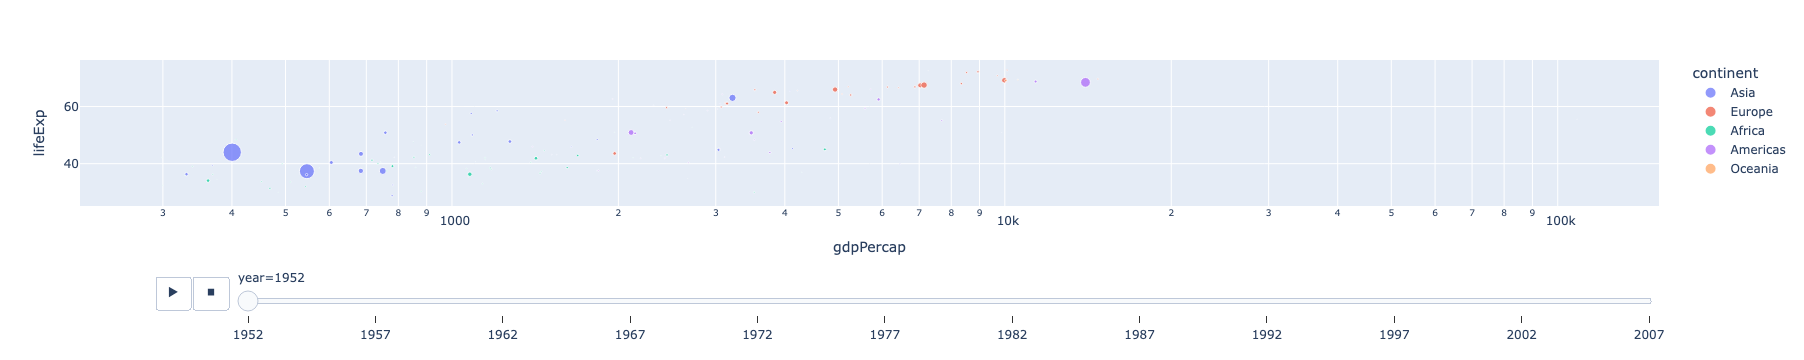 continent
Asia
Europe
Africa
Americas
Oceania
lifeExp
60
40
3 4 5 6 7 8 9 1000 2 3 4 5 6 7 8 9 10k 2 3 4 5 6 7 8 9 100k
gdpPercap
year=1952
1952 1957 1962 1967 1972 1977 1982 1987 1992 1997 2002 2007